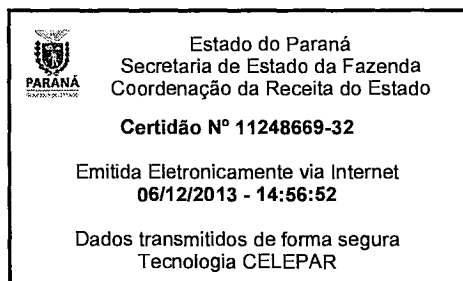 Estado do Paraná
Secretaria de Estado da Fazenda
Coordenação da Receita do Estado
PARANÁ
Certidão Nº 11248669-32
Emitida Eletronicamente via Internet
06/12/2013 - 14:56:52
Dados transmitidos de forma segura
Tecnologia CELEPAR